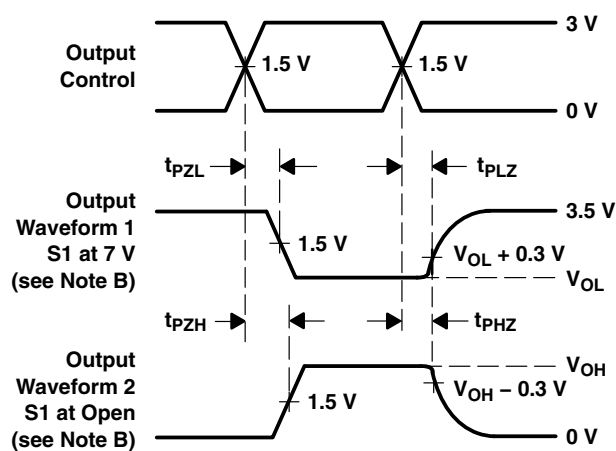 3 V
Output
Control
1.5 V
1.5 V
0 V
tPZL
tPLZ
Output
Waveform 1
S1 at 7 V
(see Note B)
3.5 V
1.5 V
VOL + 0.3 V
VOL
tPZH
tPHZ
Output
Waveform 2
S1 at Open
(see Note B)
VOH
VOH – 0.3 V
1.5 V
0 V